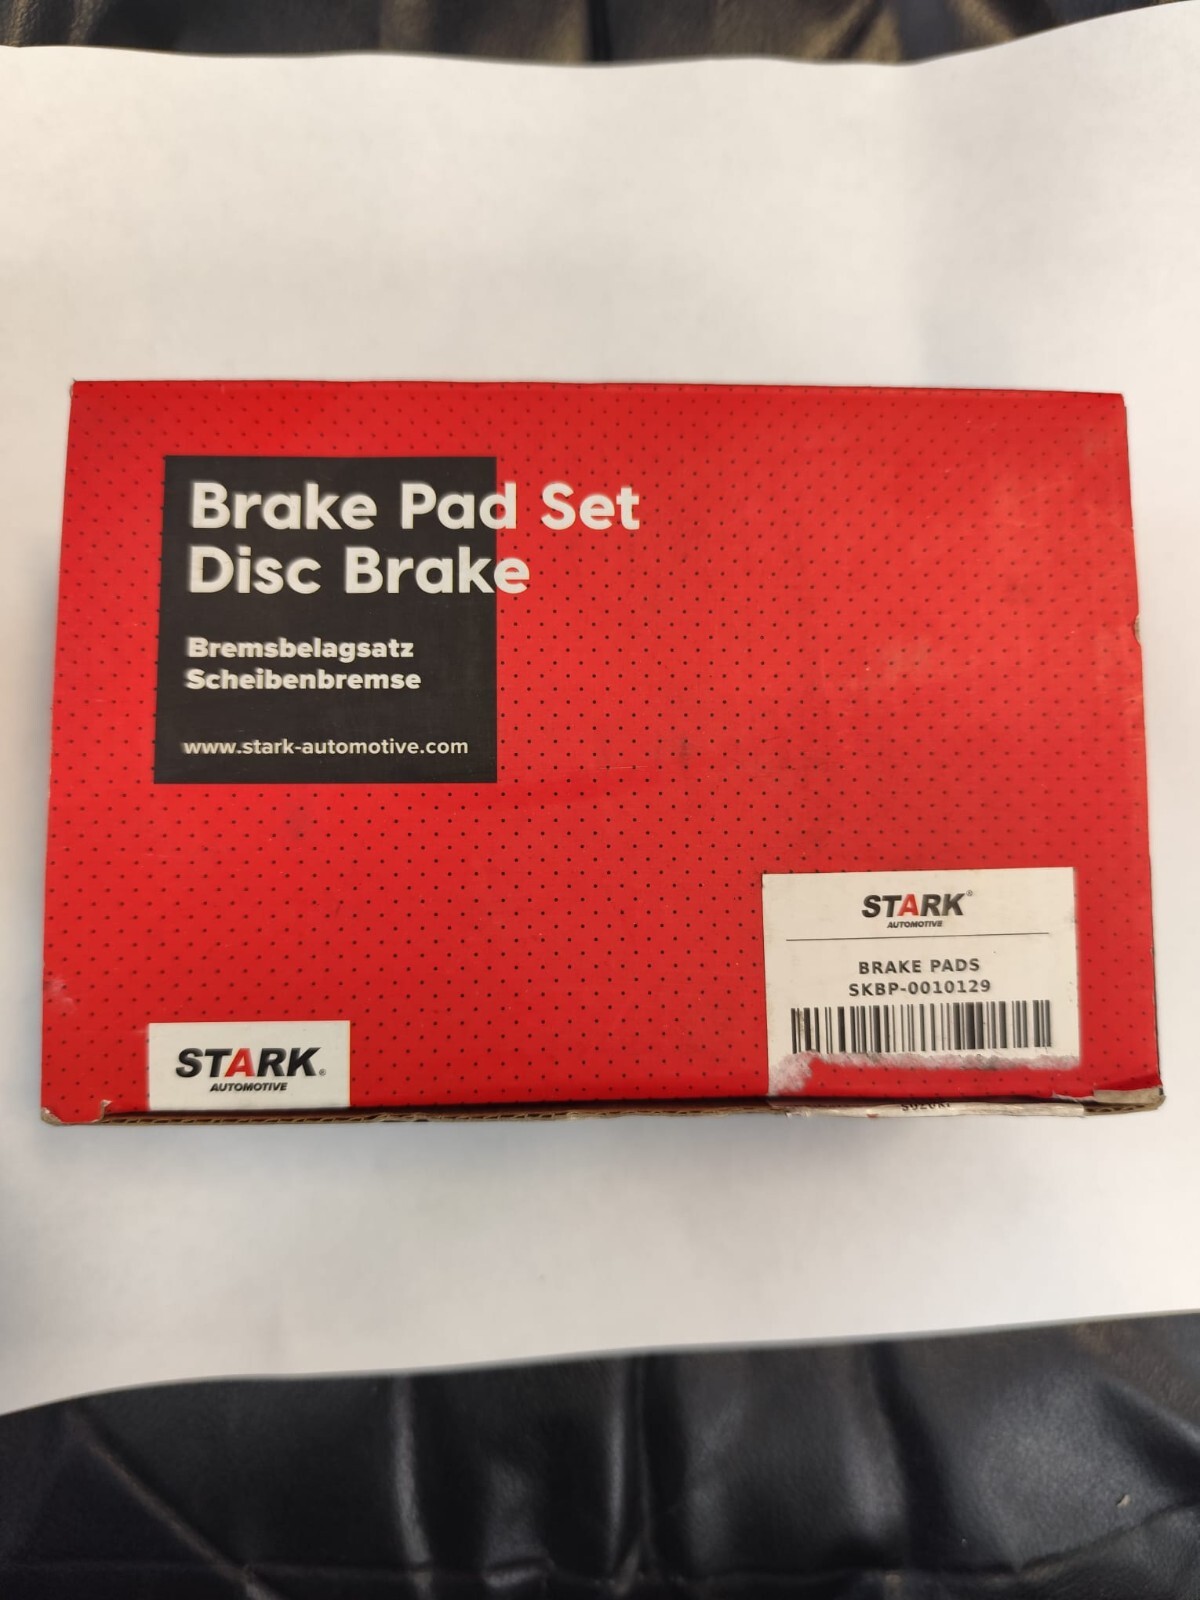 Brake Pad Set
Disc Brake
Bremsbelagsatz
Scheibenbremse
www.stark-automotive.com
STARK®
AUTOMOTIVE
BRAKE PADS
SKBP-0010129
STARK®
AUTOMOTIVE